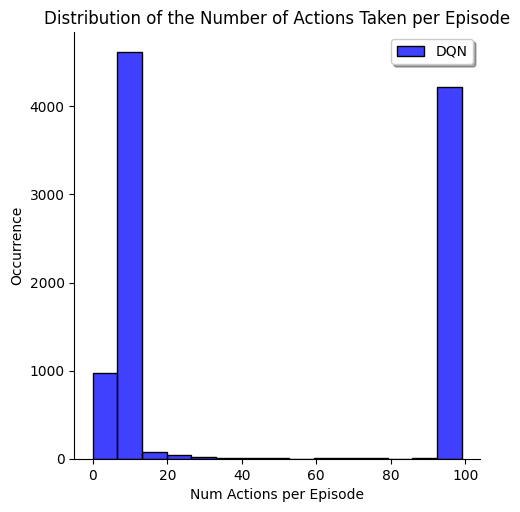 Distribution of the Number of Actions Taken per Episode
DQN
4000
3000
2000
1000
0
Occurrence
0 20 40 60 80 100
Num Actions per Episode